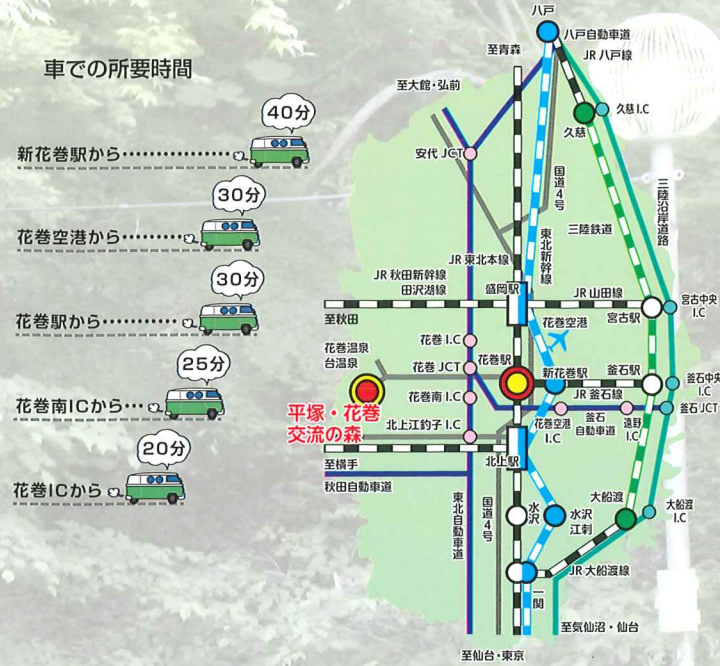 車での所要時間
40分
新花巻駅から
30分
花巻空港から
30分
花巻駅から
25分
花巻南ICから
20分
花巻ICから
八戸
八戸自動車道
JR 八戸線
至青森
至大館・弘前
久慈 I.C
久慈
安代 JCT
国道4号
三陸沿岸道路
三陸鉄道
東北新幹線
JR 東北本線
JR 秋田新幹線
田沢湖線
盛岡駅
JR 山田線
宮古中央
I.C
宮古駅
至秋田
花巻空港
花巻 I.C
花巻温泉
台温泉
花巻 JCT
花巻駅
新花巻駅
釜石駅
釜石中央
I.C
JR 釜石線
花巻南 I.C
釜石 JCT
平塚・花巻
交流の森
花巻空港
I.C
釜石
自動車道
遠野
I.C
北上江釣子 I.C
北上駅
至横手
秋田自動車道
東北自動車道
国道4号
水沢
水沢
江刺
大船渡
大船渡
I.C
JR 大船渡線
一関
至気仙沼・仙台
至仙台・東京